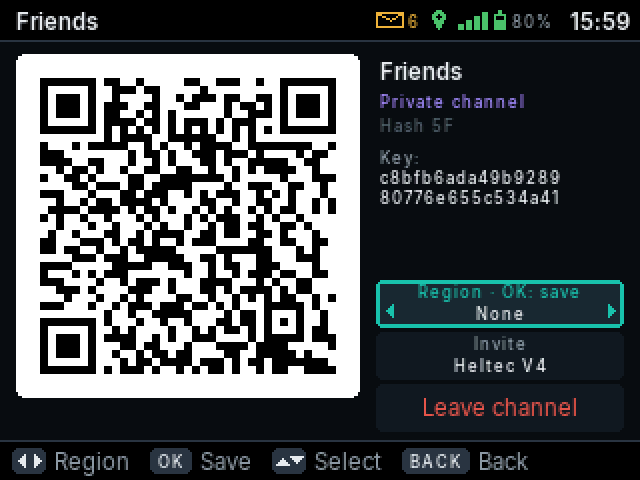 Friends
6
80%
15:59
Friends
Private channel
Hash 5F
Key:
c8bfb6ada49b9289
80776e655c534a41
Region - OK: save
None
Invite
Heltec V4
Leave channel
Region
OK Save
Select
BACK Back